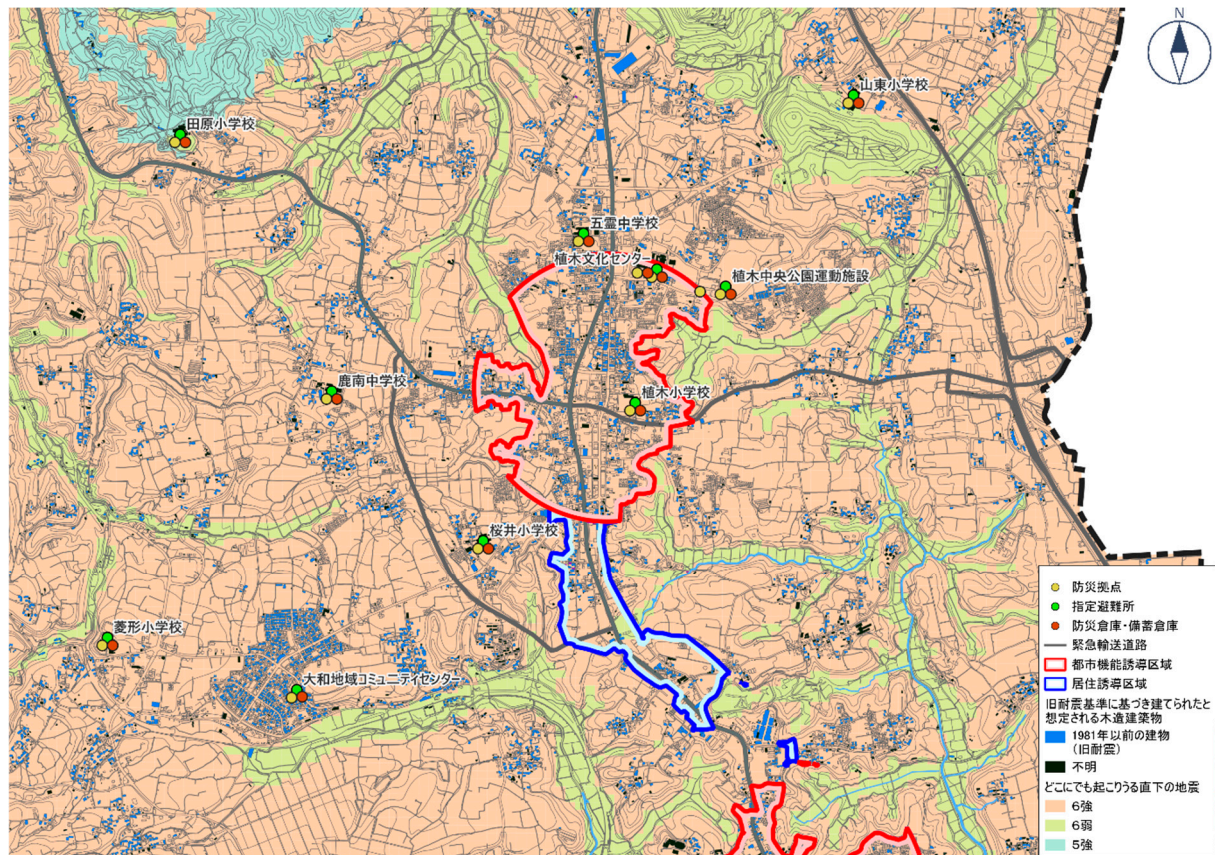 N
山東小学校
田原小学校
五霊中学校
植木文化センター
植木中央公園運動施設
鹿南中学校
植木小学校
桜井小学校
菱形小学校
大和地域コミュニティセンター
防災拠点
指定避難所
防災倉庫・備蓄倉庫
緊急輸送道路
都市機能誘導区域
居住誘導区域
旧耐震基準に基づき建てられたと
想定される木造建築物
1981年以前の建物
(旧耐震)
不明
どこにでも起こりうる直下の地震
6強
6弱
5強